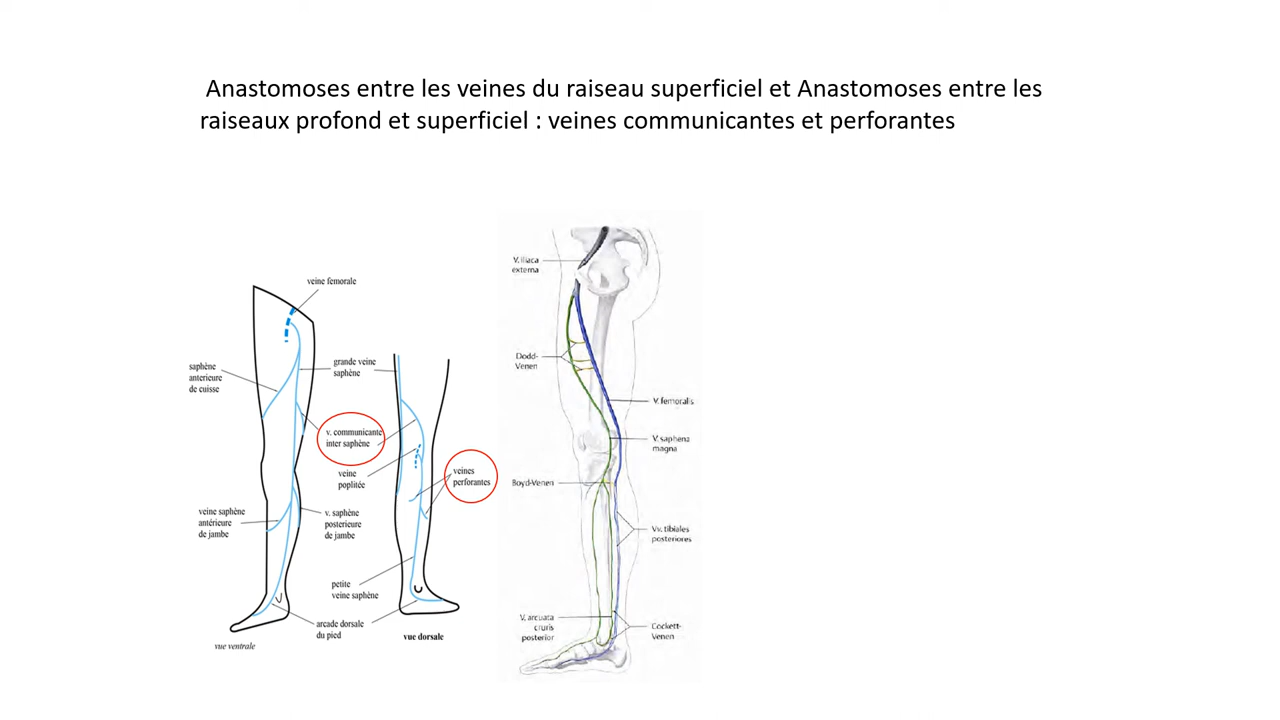 Anastomoses entre les veines du raiseau superficiel et Anastomoses entre les
raiseaux profond et superficiel : veines communicantes et perforantes
veine femorale
saphène
anterieure
de cuisse
grande veine
saphène
v. communicante
inter saphène
veine
poplitée
veines
perforantes
veine saphène
antérieure
de jambe
v. saphène
posterieure
de jambe
petite
veine saphène
arcade dorsale
du pied
vue ventrale
vue dorsale
V. iliaca
externa
Dodd-
Venen
V. femoralis
V. saphena
magna
Boyd-Venen
Vv. tibiales
posteriores
V. arcuata
cruris
posterior
Cockett-
Venen